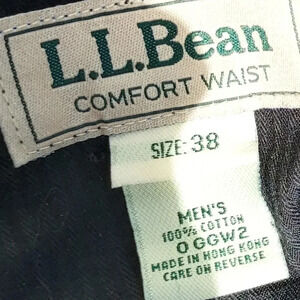 L.L.Bean
COMFORT WAIST
SIZE: 38
MEN'S
100% COTTON
0 GGW2
MADE IN HONG KONG
CARE ON REVERSE